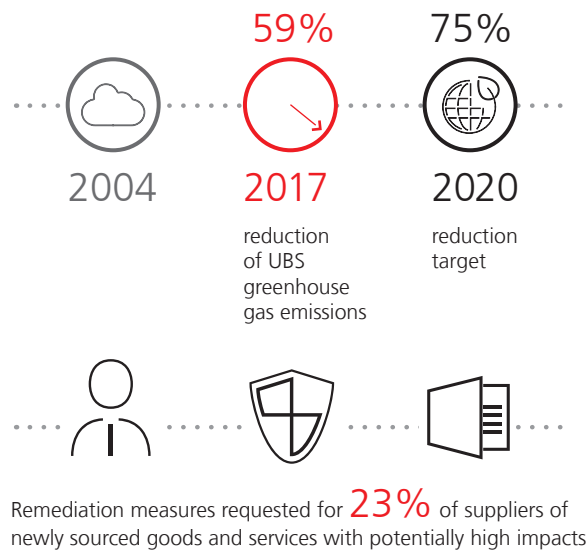 59% 75%
2004 2017 2020
reduction
of UBS
greenhouse
gas emissions
reduction
target
Remediation measures requested for 23% of suppliers of
newly sourced goods and services with potentially high impacts